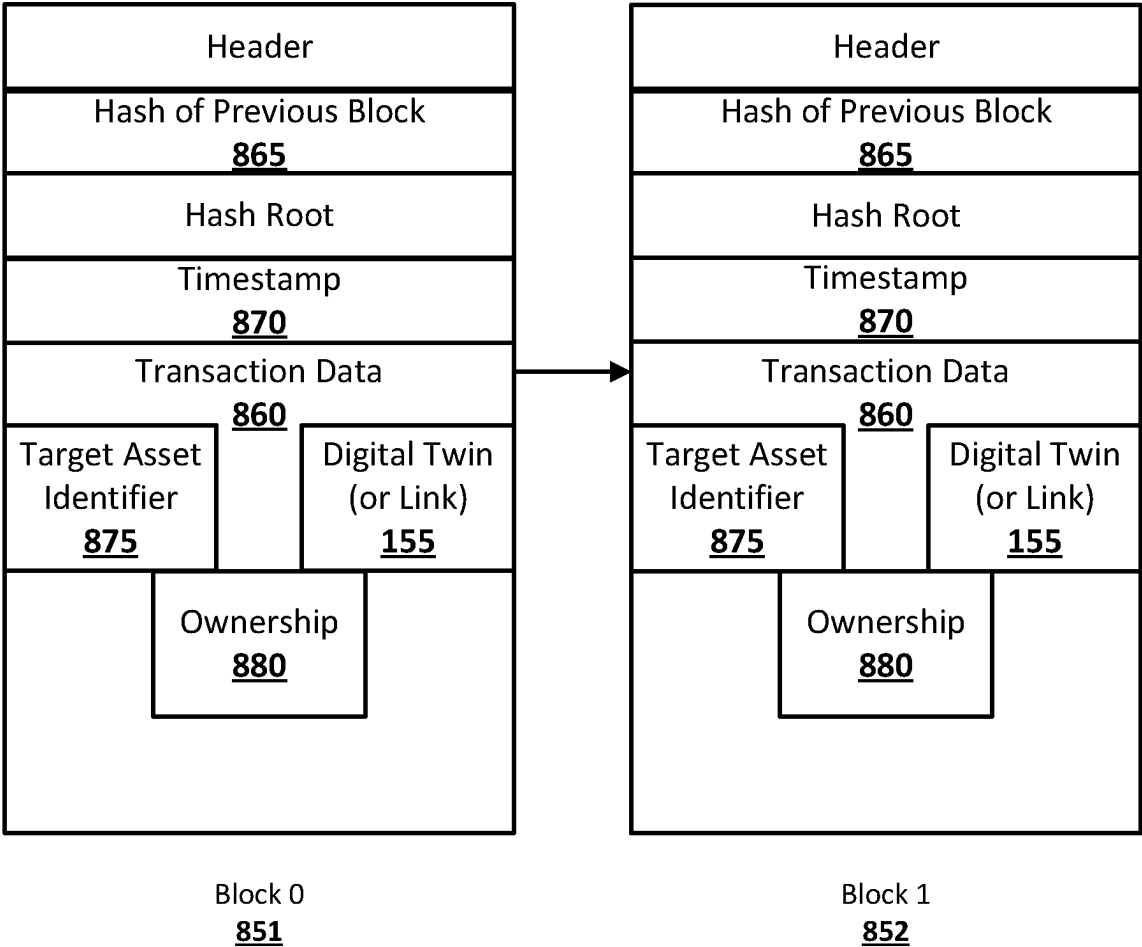 Header
Hash of Previous Block
865
Hash Root
Timestamp
870
Transaction Data
860
Target Asset
Identifier
875
Digital Twin
(or Link)
155
Ownership
880
Block 0
851
Header
Hash of Previous Block
865
Hash Root
Timestamp
870
Transaction Data
860
Target Asset
Identifier
875
Digital Twin
(or Link)
155
Ownership
880
Block 1
852